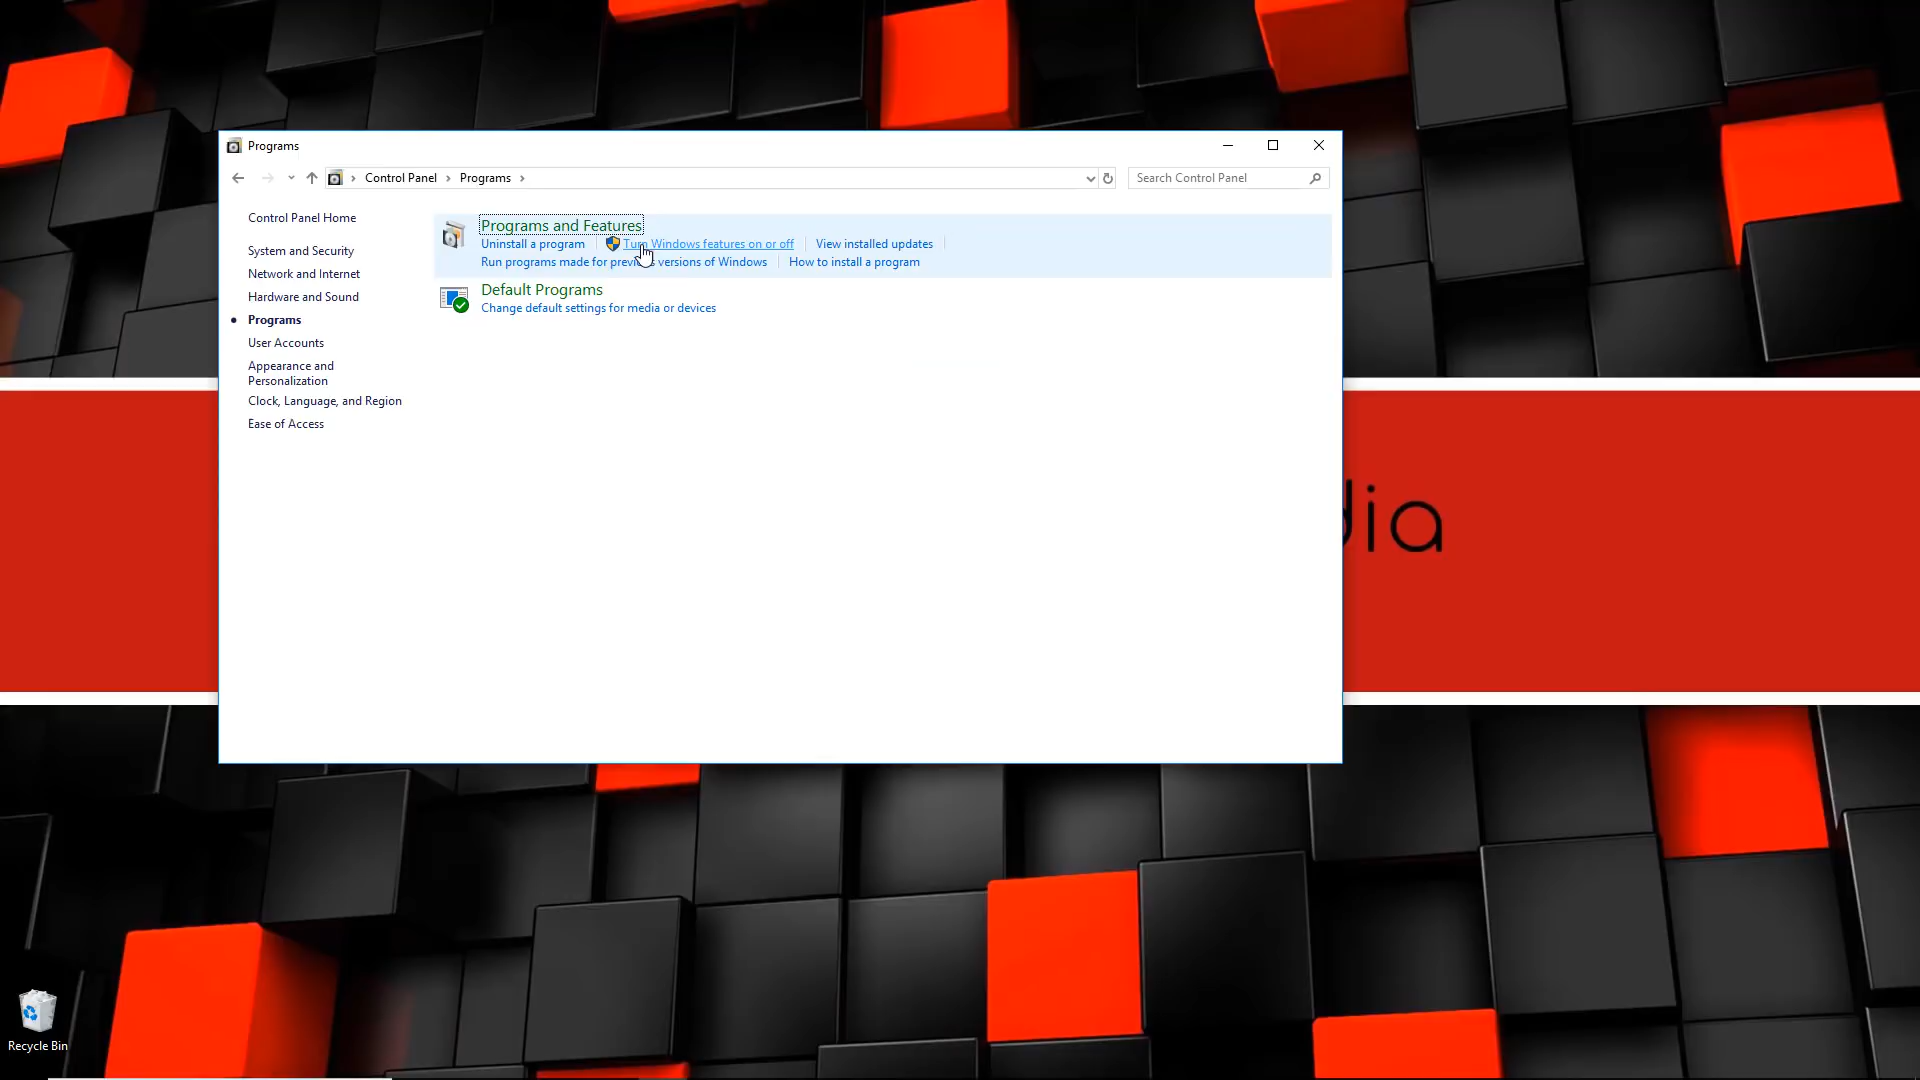 Programs
Control Panel
Programs
Search Control Panel
Control Panel Home
System and Security
Network and Internet
Hardware and Sound
Programs
User Accounts
Appearance and
Personalization
Clock, Language, and Region
Ease of Access
Programs and Features
Uninstall a program
Turn Windows features on or off
View installed updates
Run programs made for previous versions of Windows
How to install a program
Default Programs
Change default settings for media or devices
Recycle Bin